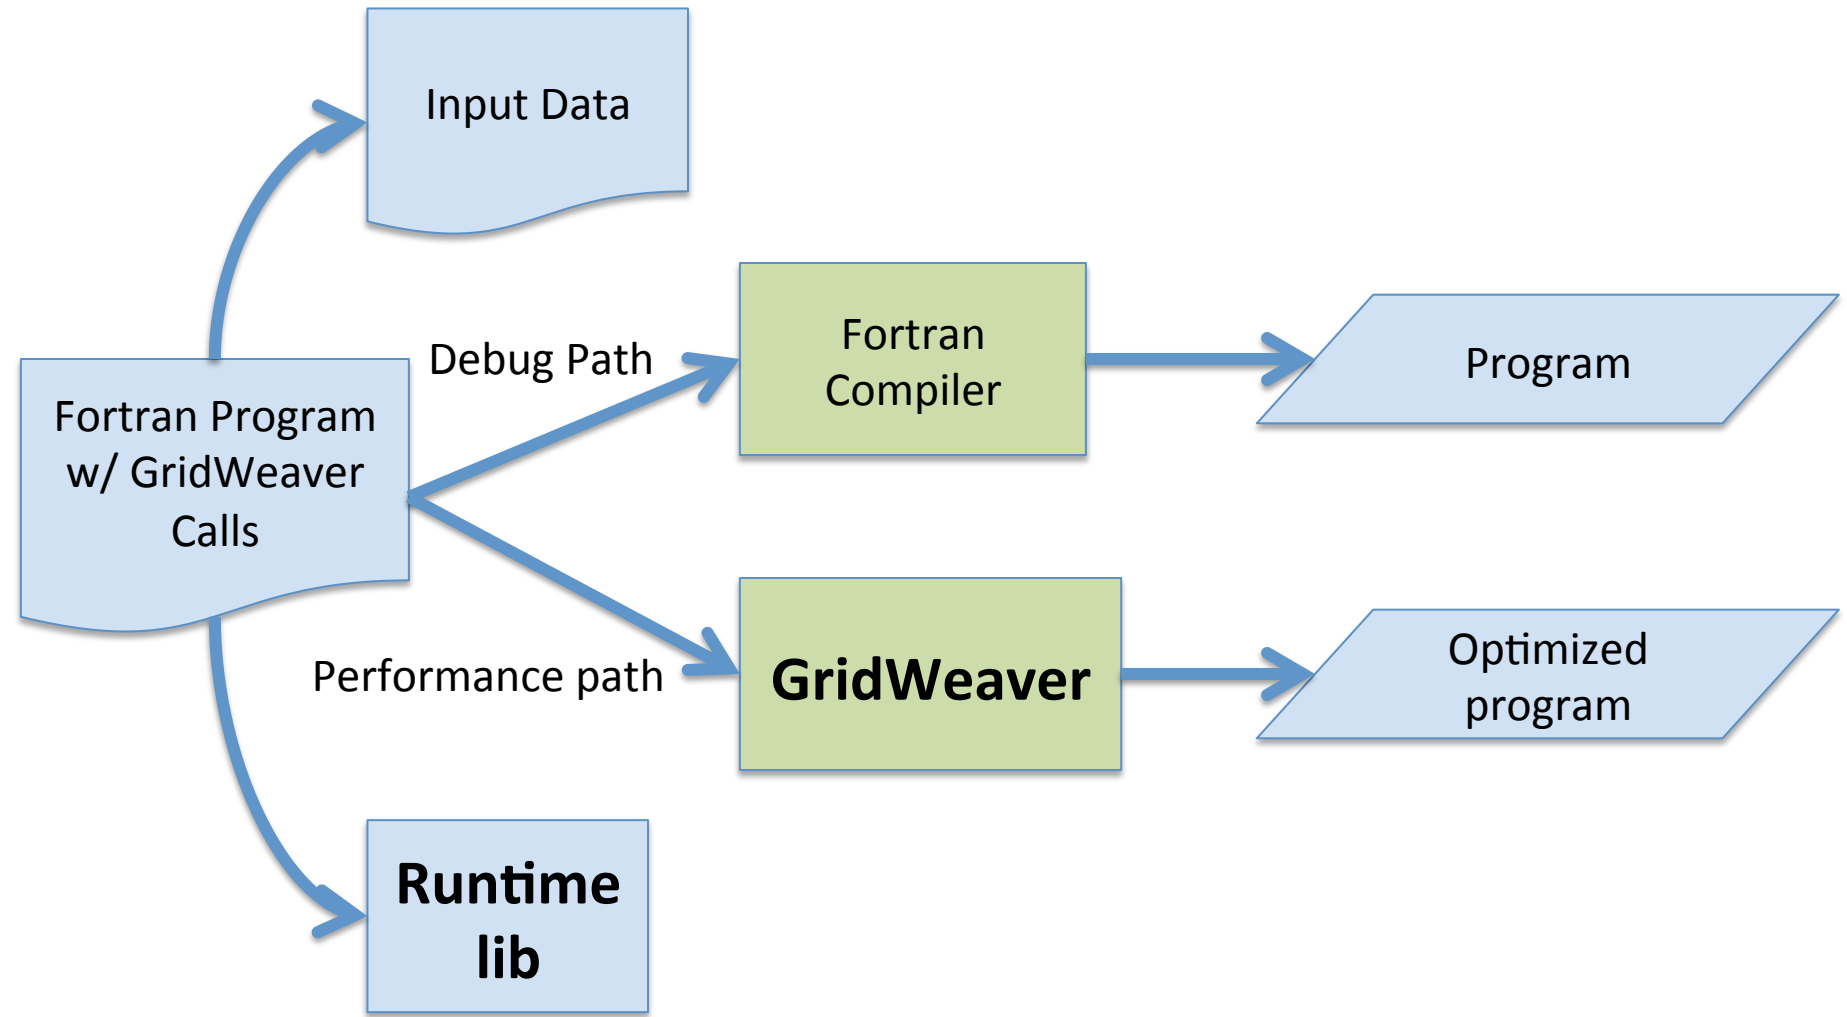 Input Data
Debug Path
Fortran
Compiler
Program
Fortran Program
w/ GridWeaver
Calls
Performance path
GridWeaver
Optimized
program
Runtime
lib